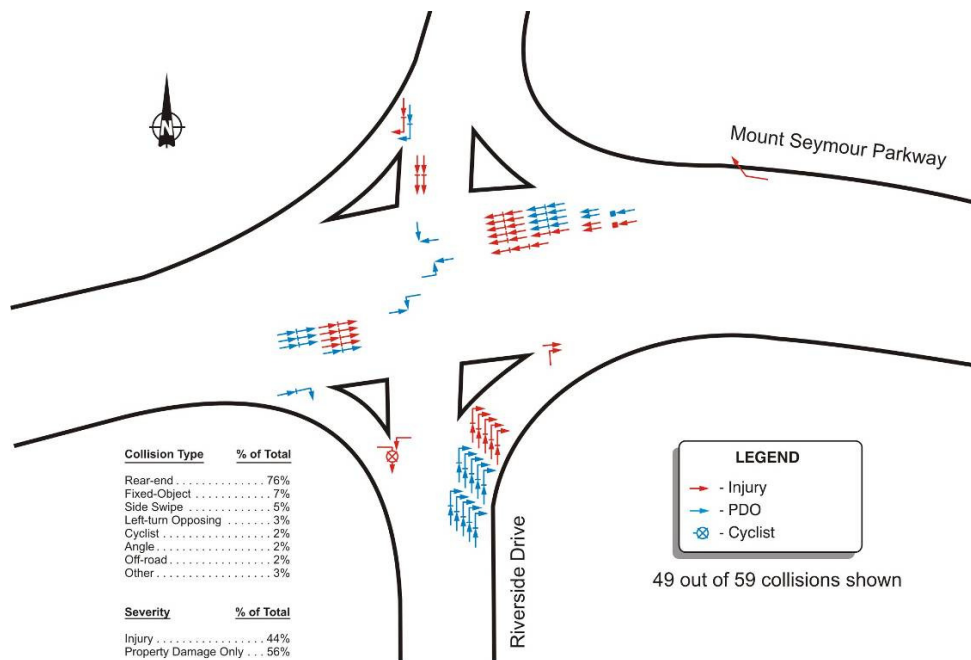 N
Mount Seymour Parkway
Collision Type % of Total
Rear-end . . . . . . . . . . . . . 76%
Fixed-Object . . . . . . . . . . . 7%
Side Swipe . . . . . . . . . . . . 5%
Left-turn Opposing . . . . . . . 3%
Cyclist . . . . . . . . . . . . . . . 2%
Angle . . . . . . . . . . . . . . . . 2%
Off-road . . . . . . . . . . . . . . 2%
Other . . . . . . . . . . . . . . . . 3%
Severity % of Total
Injury . . . . . . . . . . . . . . . 44%
Property Damage Only . . . 56%
Riverside Drive
LEGEND
- Injury
- PDO
- Cyclist
49 out of 59 collisions shown